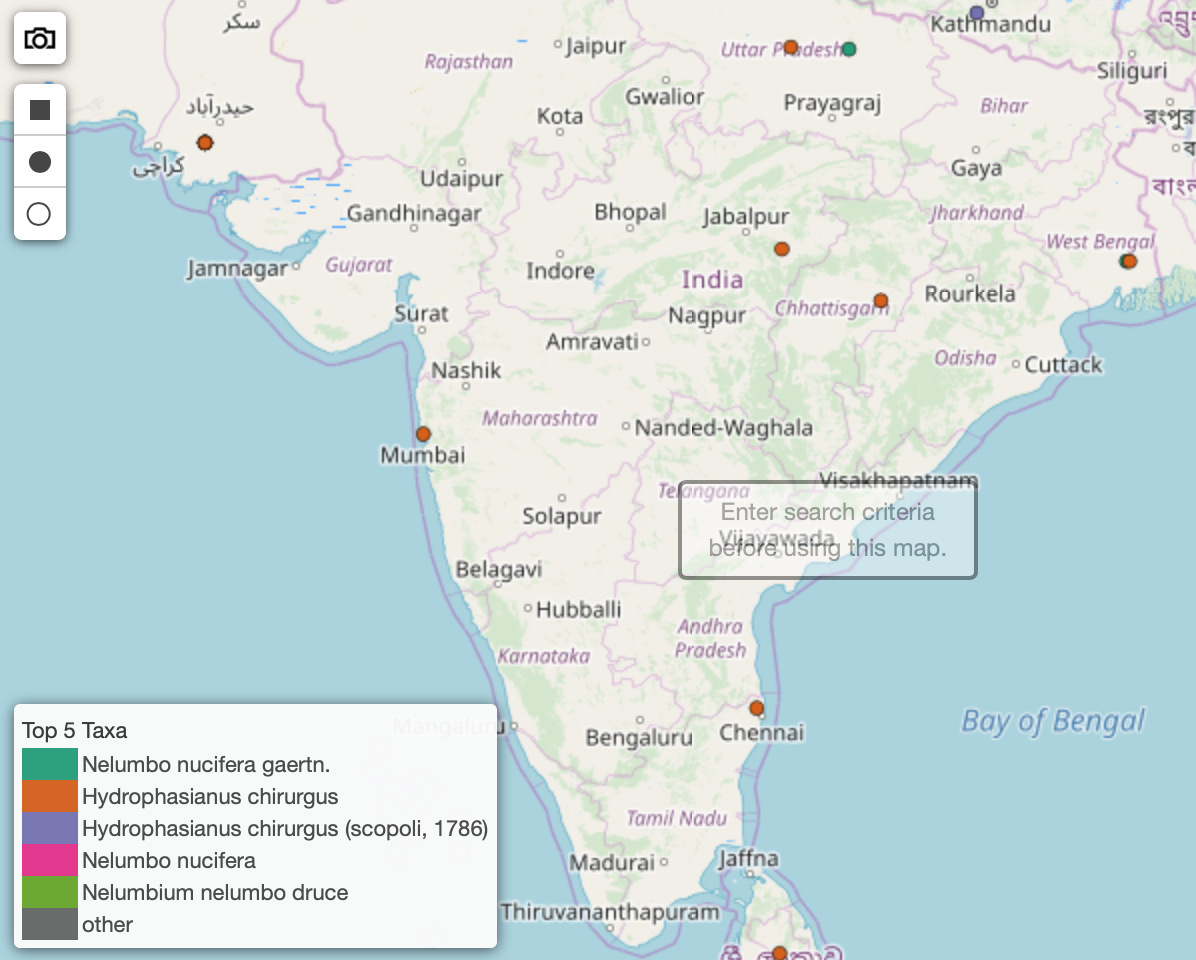 سکر
Kathmandu
Jaipur
Rajasthan
Uttar Pradesh
Siliguri
Gwalior
Prayagraj
Bihar
حیدرآباد
Kota
রংপুর
کراچی
Udaipur
Gaya
Gandhinagar
Bhopal
Jabalpur
Jharkhand
West Bengal
Jamnagar
Gujarat
Indore
India
Rourkela
Surat
Nagpur
Chhattisgarh
Amravati
Odisha
Cuttack
Nashik
Maharashtra
Nanded-Waghala
Mumbai
Visakhapatnam
Telangana
Solapur
Enter search criteria
before using this map.
Vijayawada
Belagavi
Hubballi
Andhra
Pradesh
Karnataka
Mangaluru
Bengaluru
Chennai
Bay of Bengal
Top 5 Taxa
Nelumbo nucifera gaertn.
Hydrophasianus chirurgus
Hydrophasianus chirurgus (scopoli, 1786)
Nelumbo nucifera
Nelumbium nelumbo druce
other
Tamil Nadu
Madurai
Jaffna
Thiruvananthapuram